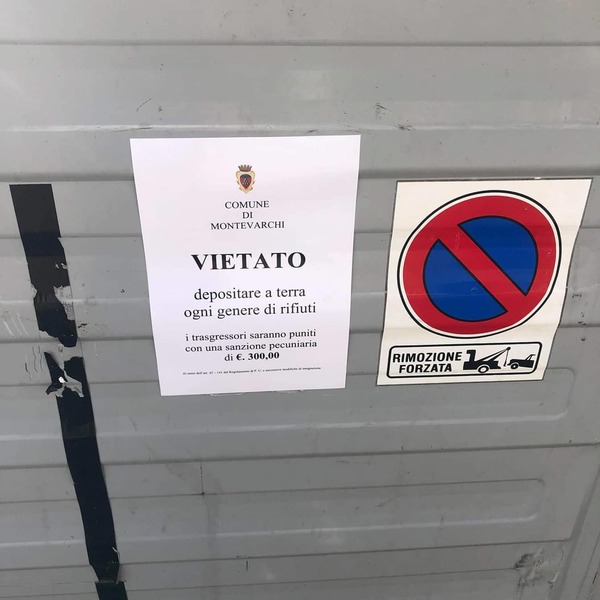 COMUNE
DI
MONTEVARCHI
VIETATO
depositare a terra
ogni genere di rifiuti
i trasgressori saranno puniti
con una sanzione pecuniaria
di €. 300,00
RIMOZIONE
FORZATA